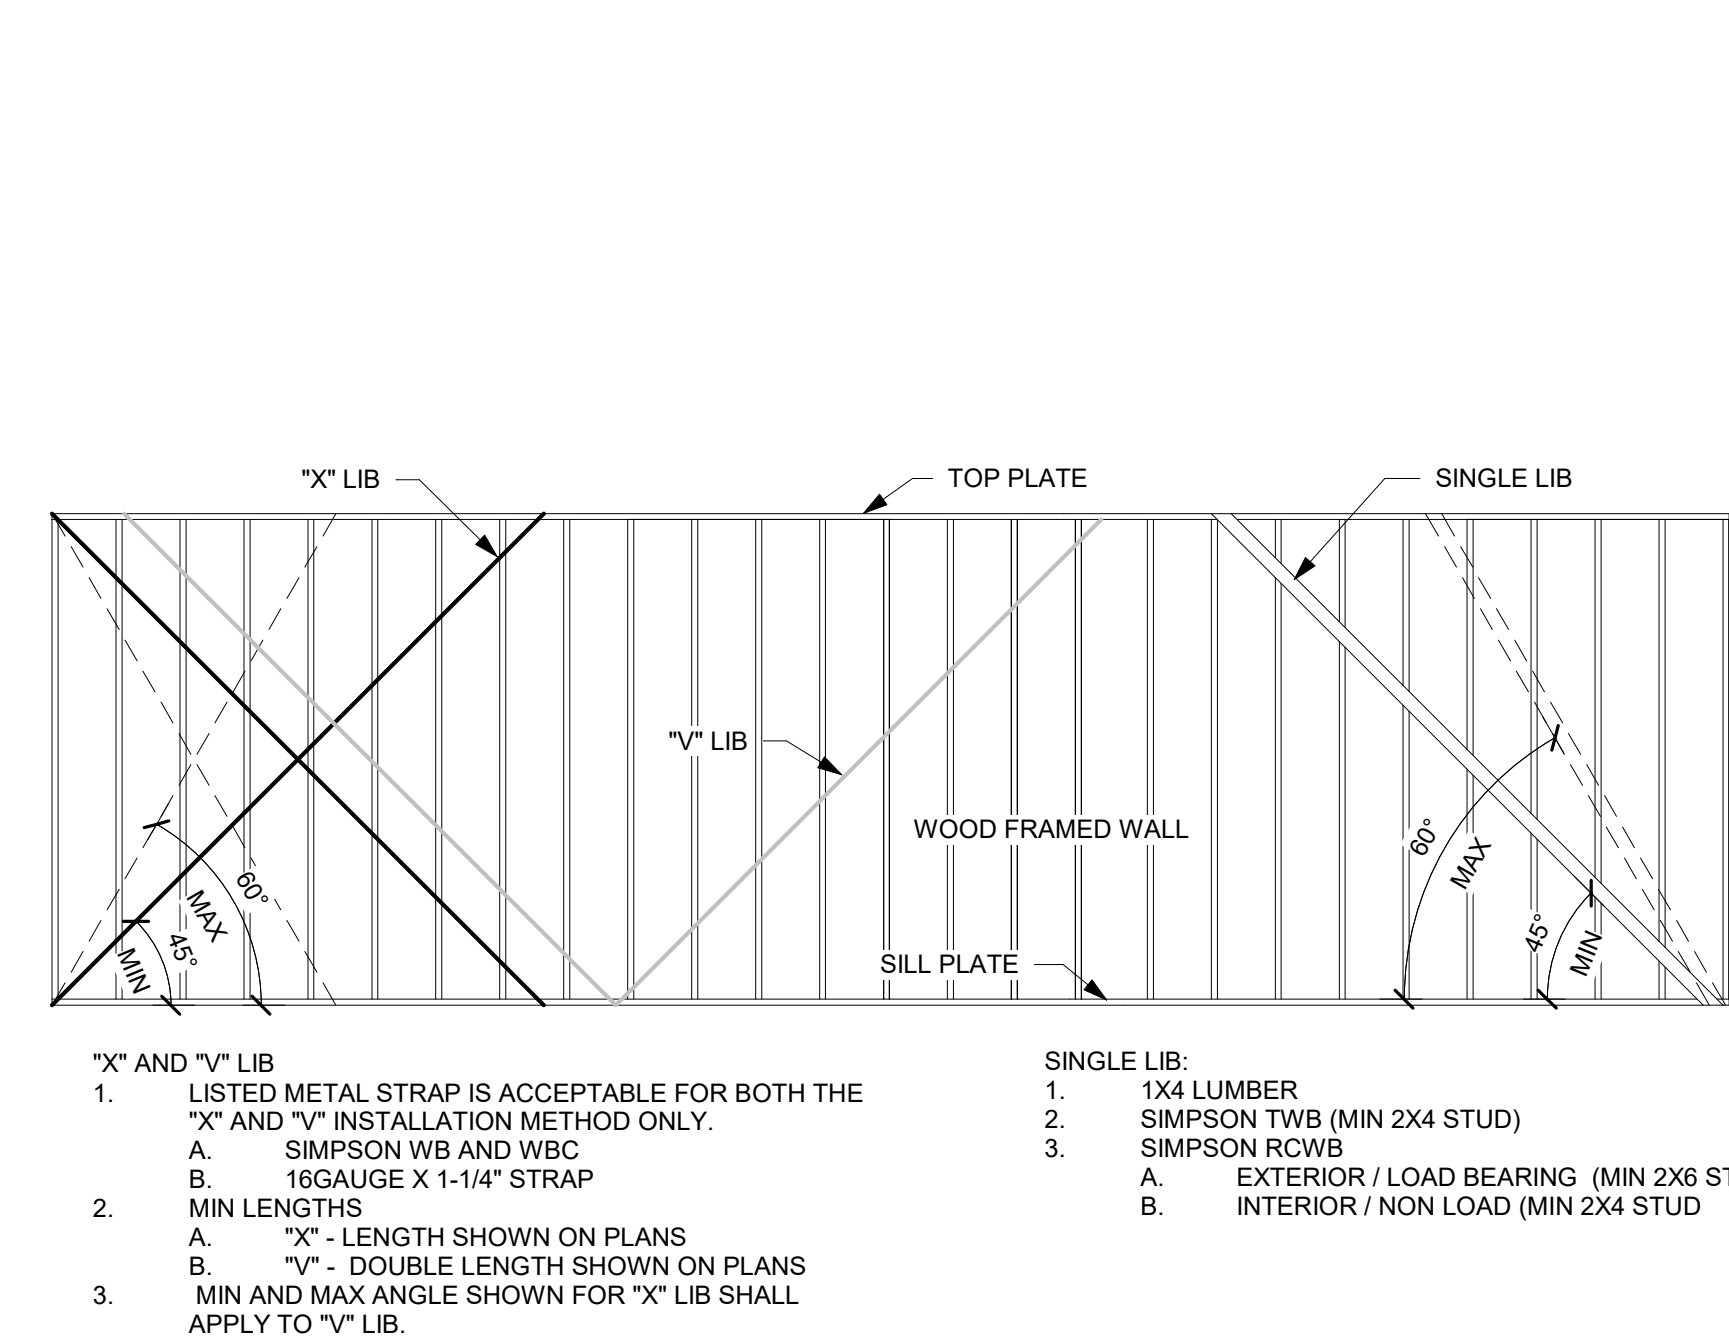 "X" LIB
TOP PLATE
SINGLE LIB
"V" LIB
WOOD FRAMED WALL
60°
MAX
60°
MAX
45°
MIN
45°
MIN
SILL PLATE
"X" AND "V" LIB
1. LISTED METAL STRAP IS ACCEPTABLE FOR BOTH THE
"X" AND "V" INSTALLATION METHOD ONLY.
A. SIMPSON WB AND WBC
B. 16GAUGE X 1-1/4" STRAP
2. MIN LENGTHS
A. "X" - LENGTH SHOWN ON PLANS
B. "V" - DOUBLE LENGTH SHOWN ON PLANS
3. MIN AND MAX ANGLE SHOWN FOR "X" LIB SHALL
APPLY TO "V" LIB.
SINGLE LIB:
1. 1X4 LUMBER
2. SIMPSON TWB (MIN 2X4 STUD)
3. SIMPSON RCWB
A. EXTERIOR / LOAD BEARING (MIN 2X6
B. INTERIOR / NON LOAD (MIN 2X4 STUD